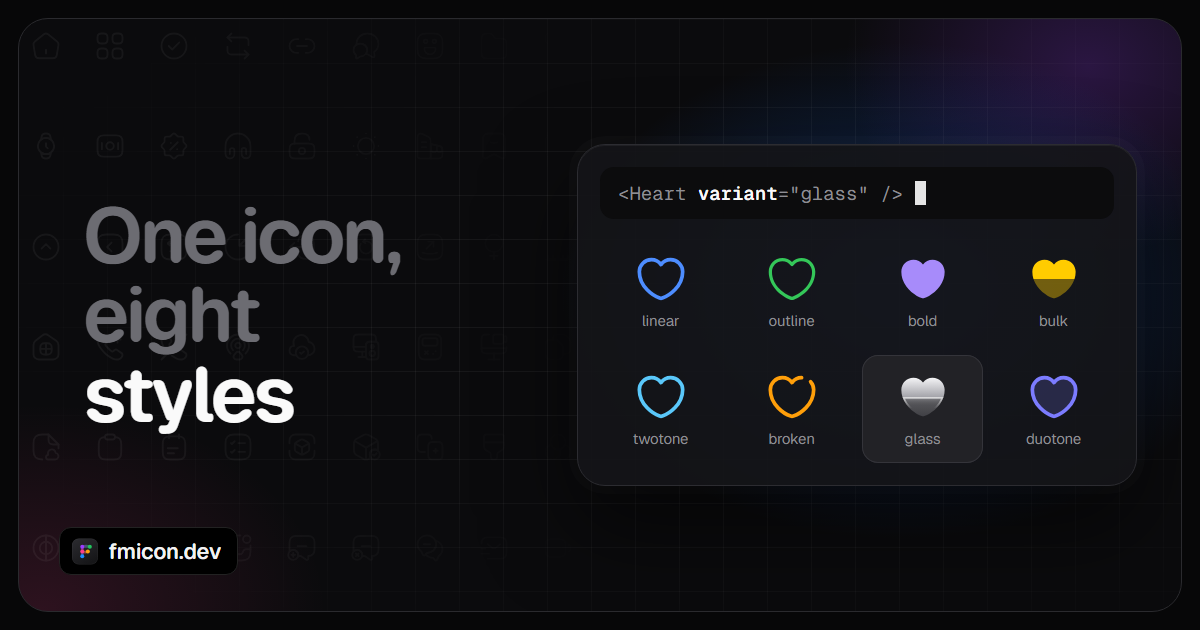 One icon,
eight
styles
fmicon.dev
<Heart variant="glass" />
linear
outline
bold
bulk
twotone
broken
glass
duotone